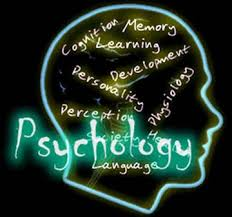 Cognition Memory
Learning
Development
Personality
Physiology
Perception
Psychology
Language